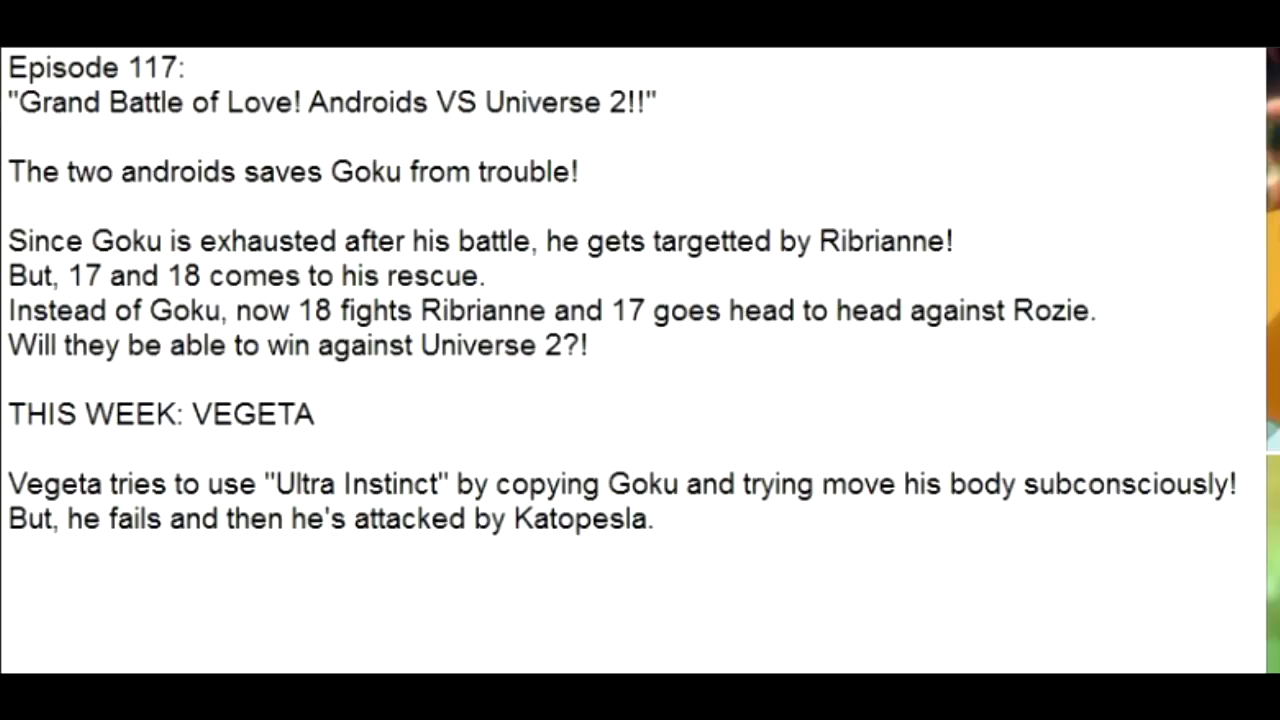 Episode 117:
"Grand Battle of Love! Androids VS Universe 2!!"
The two androids saves Goku from trouble!
Since Goku is exhausted after his battle, he gets targetted by Ribrianne!
But, 17 and 18 comes to his rescue.
Instead of Goku, now 18 fights Ribrianne and 17 goes head to head against Rozie.
Will they be able to win against Universe 2?!
THIS WEEK: VEGETA
Vegeta tries to use "Ultra Instinct" by copying Goku and trying move his body subconsciously!
But, he fails and then he's attacked by Katopesla.